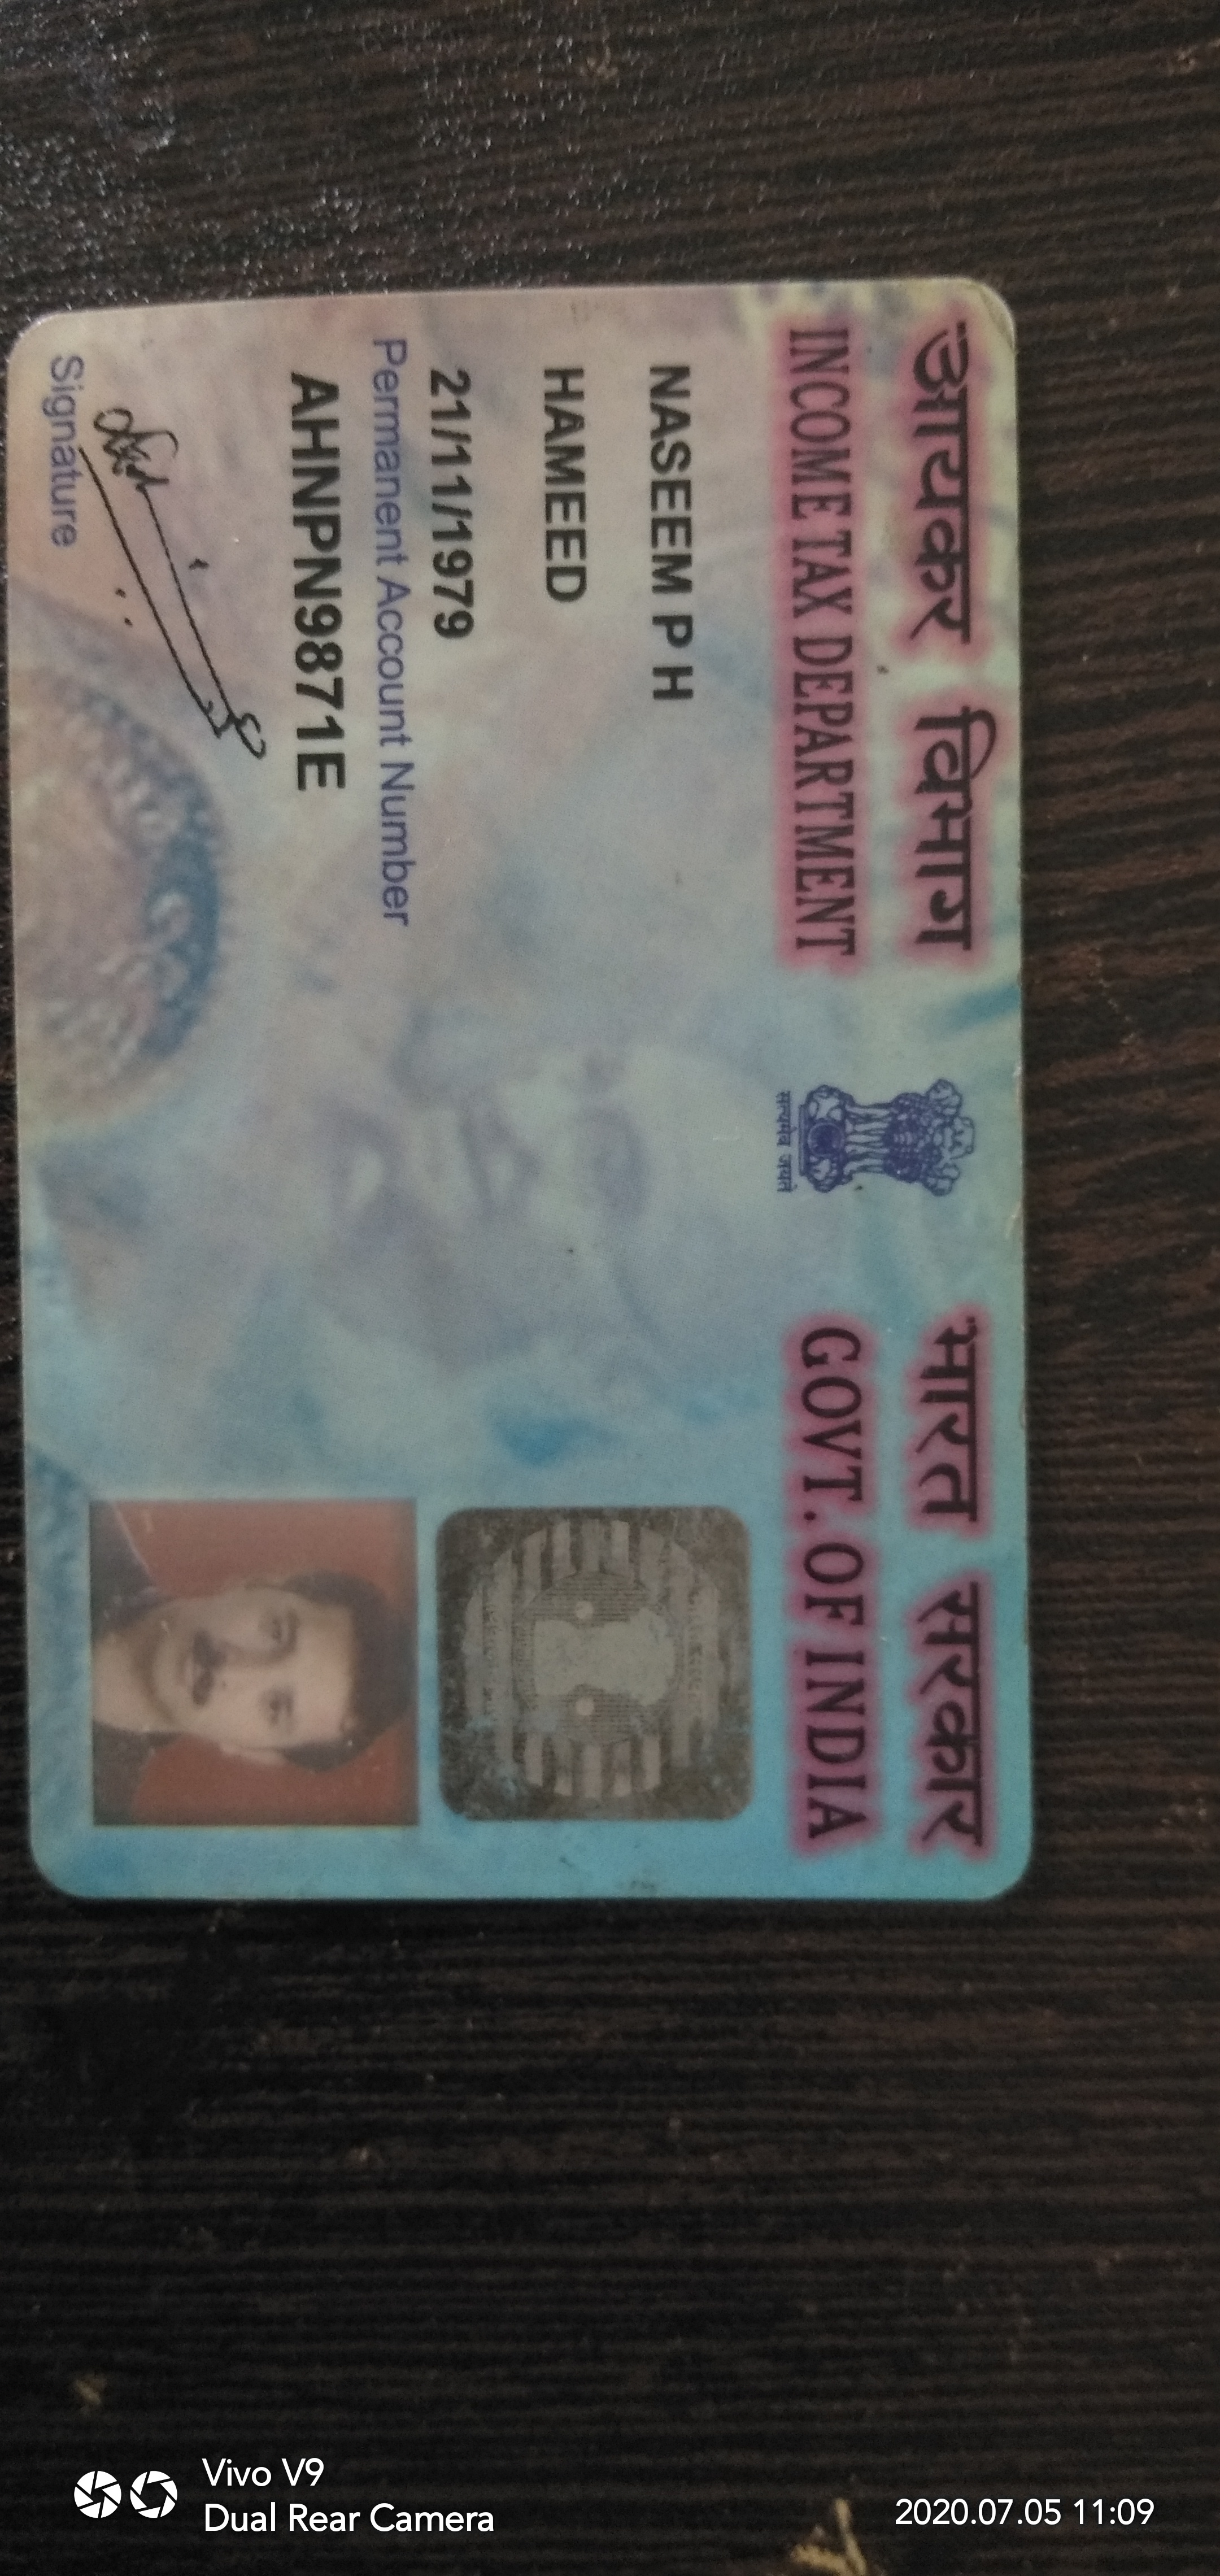 आयकर विभाग
INCOME TAX DEPARTMENT
सत्यमेव जयते
भारत सरकार
GOVT. OF INDIA
NASEEM P H
HAMEED
21/11/1979
Permanent Account Number
AHNPN9871E
Signature
Vivo V9
Dual Rear Camera
2020.07.05 11:09